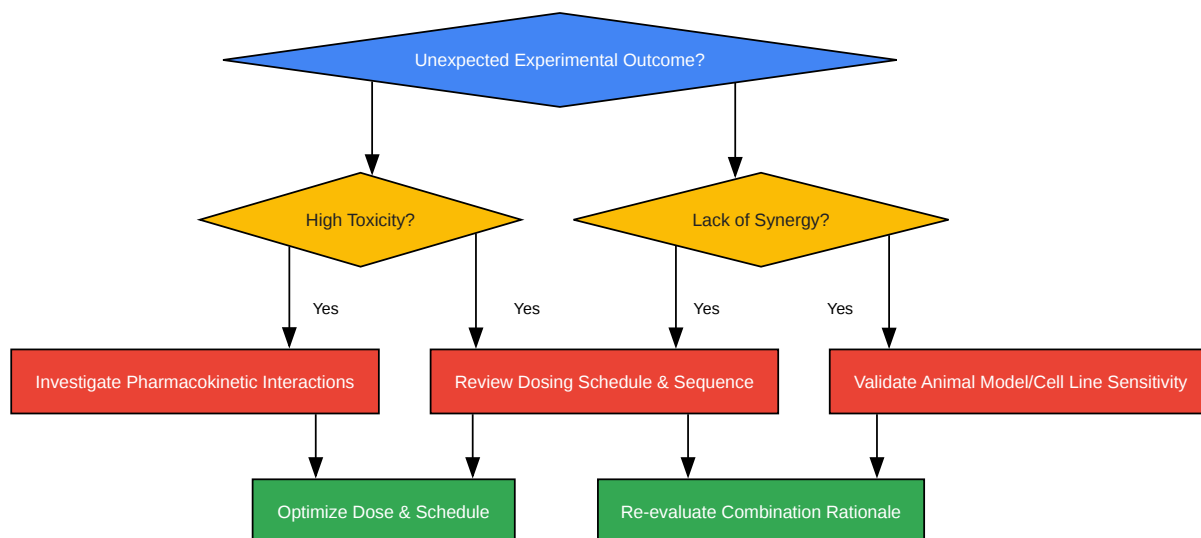 Unexpected Experimental Outcome?
High Toxicity?
Lack of Synergy?
Yes
Yes
Yes
Yes
Investigate Pharmacokinetic Interactions
Review Dosing Schedule & Sequence
Validate Animal Model/Cell Line Sensitivity
Optimize Dose & Schedule
Re-evaluate Combination Rationale